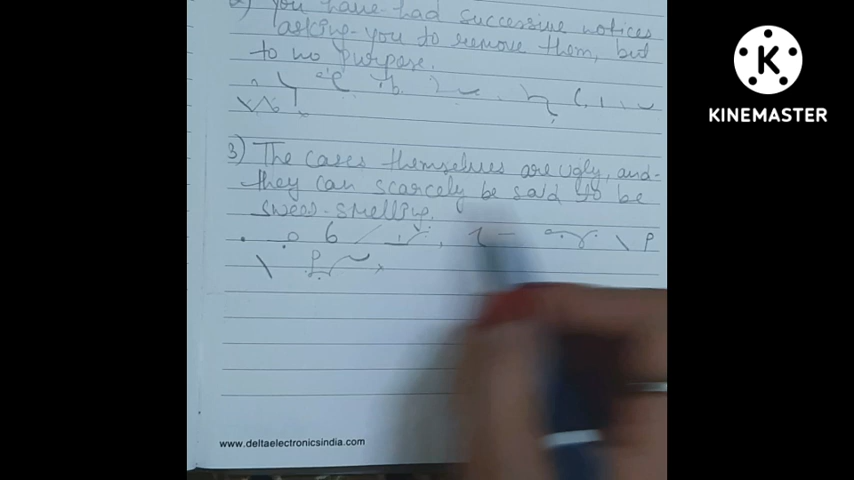 2) You have had successive notices
asking you to remove them, but
to no purpose.
3) The cases themselves are ugly, and
they can scarcely be said to be
sweet-smelling.
www.deltaelectronicsindia.com
K
KINEMASTER